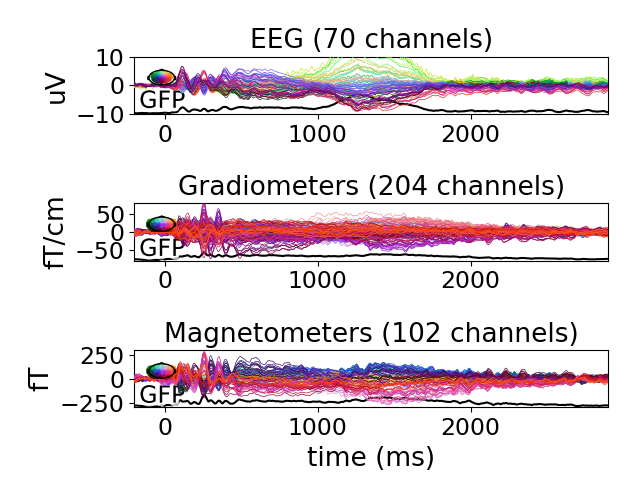 EEG (70 channels)
10
0
−10
uV
GFP
0 1000 2000
Gradiometers (204 channels)
50
0
−50
fT/cm
GFP
0 1000 2000
Magnetometers (102 channels)
250
0
−250
fT
GFP
0 1000 2000
time (ms)